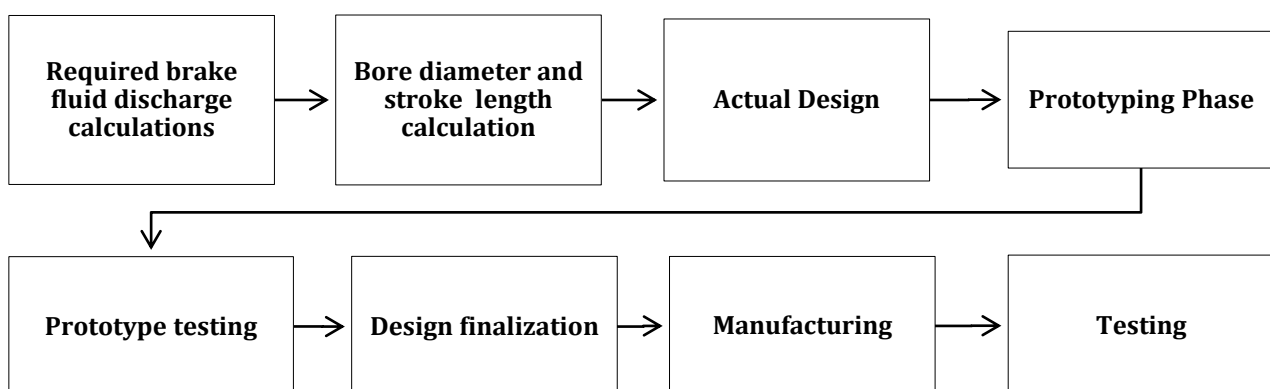 Required brake
fluid discharge
calculations
Bore diameter and
stroke length
calculation
Actual Design
Prototyping Phase
Prototype testing
Design finalization
Manufacturing
Testing